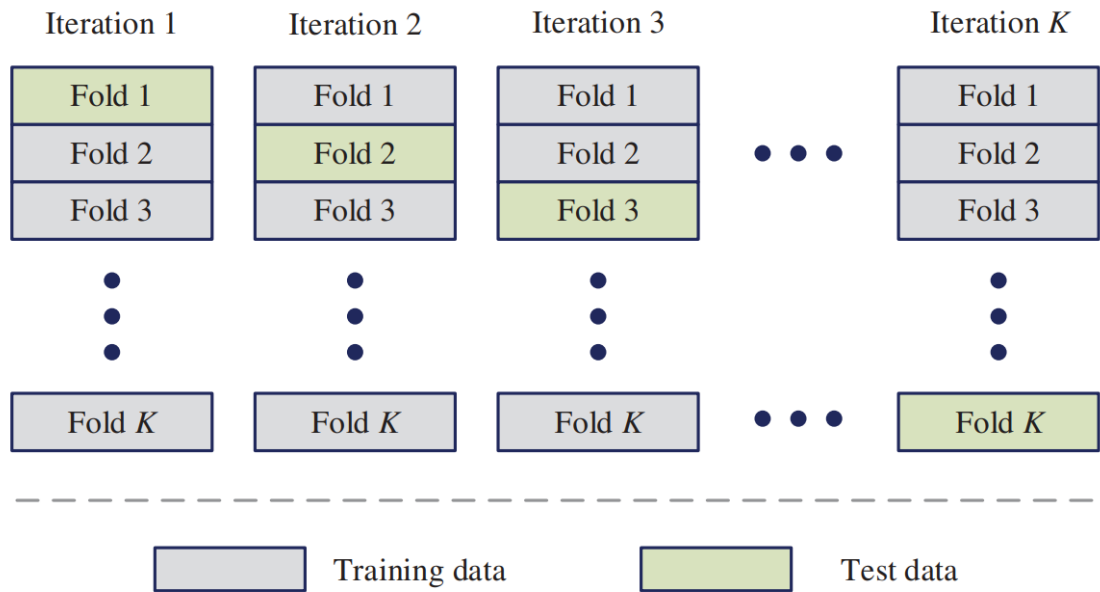 Iteration 1 Iteration 2 Iteration 3 Iteration K
Fold 1 Fold 1 Fold 1 Fold 1
Fold 2 Fold 2 Fold 2 Fold 2
Fold 3 Fold 3 Fold 3 Fold 3
Fold K Fold K Fold K Fold K
Training data Test data